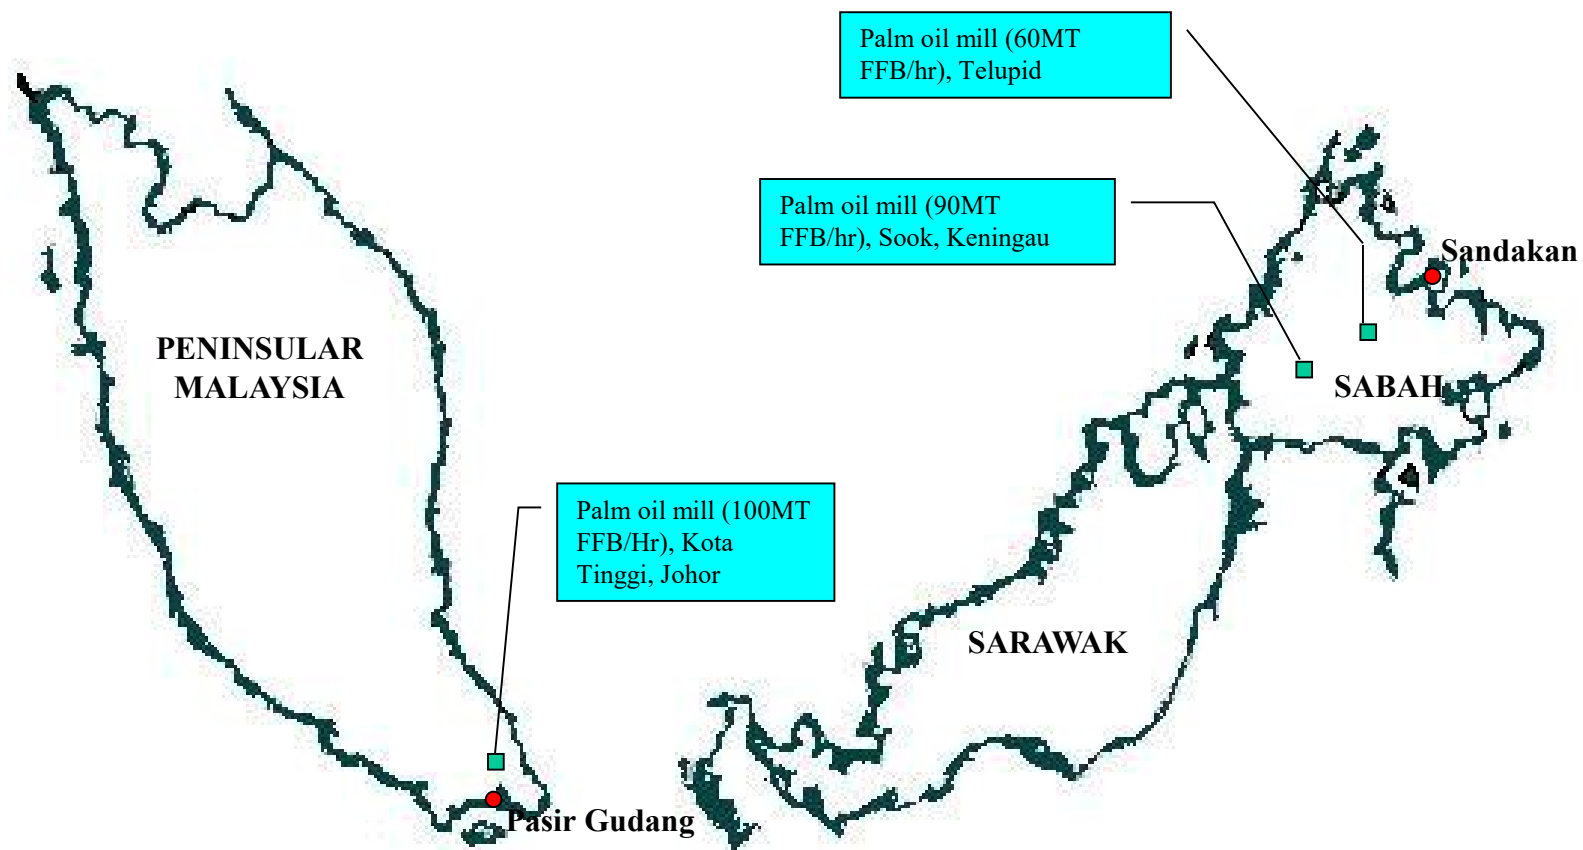 Palm oil mill (60MT
FFB/hr), Telupid
Palm oil mill (90MT
FFB/hr), Sook, Keningau
Sandakan
PENINSULAR
MALAYSIA
SABAH
Palm oil mill (100MT
FFB/Hr), Kota
Tinggi, Johor
SARAWAK
Pasir Gudang